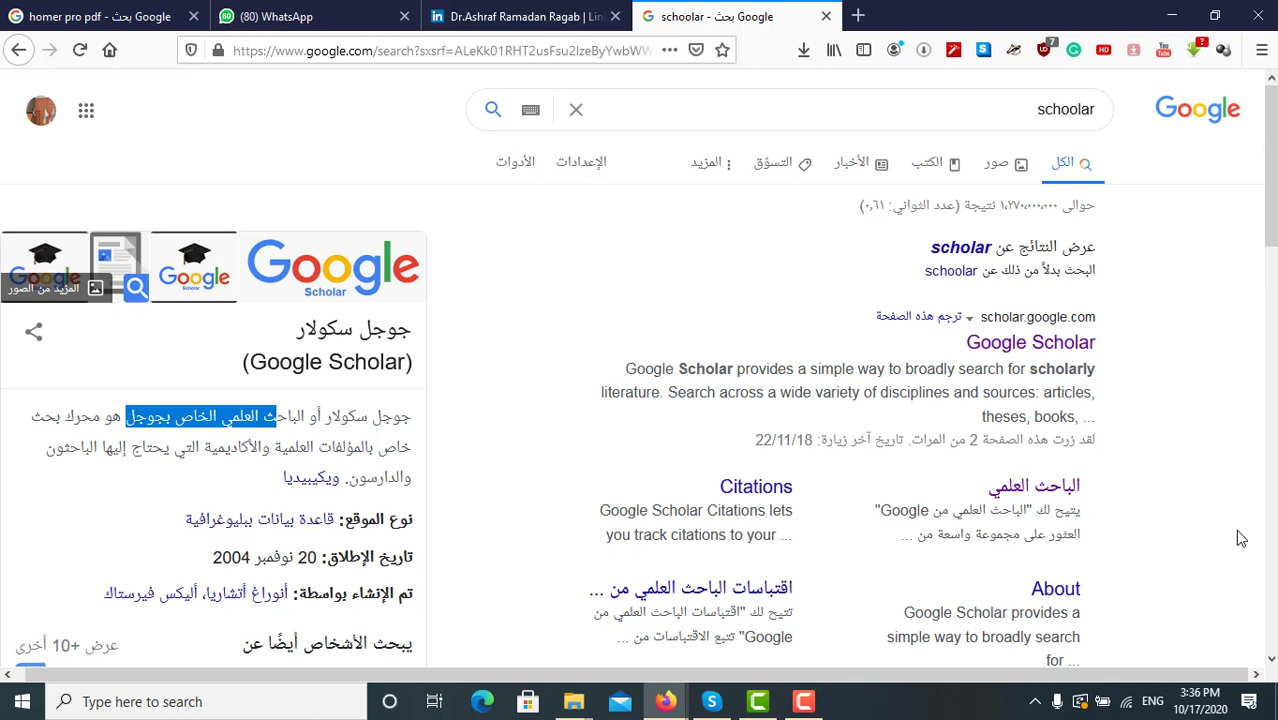 homer pro pdf - بحث Google
(80) WhatsApp
Dr.Ashraf Ramadan Ragab | Lin
schoolar - بحث Google
https://www.google.com/search?sxsrf=ALeKk01RHT2usFsu2IzeByYwbWW
7
HD
You Tube
?
schoolar
Google
الكل
صور
الكتب
الأخبار
التسوّق
المزيد
الإعدادات
الأدوات
حوالى ١٬٢٧٠٬٠٠٠٬٠٠٠ نتيجة (عدد الثواني: ٠٫٦١)
عرض النتائج عن scholar
البحث بدلاً من ذلك عن schoolar
scholar.google.com ترجم هذه الصفحة
Google Scholar
Google Scholar provides a simple way to broadly search for scholarly
literature. Search across a wide variety of disciplines and sources: articles,
theses, books, ...
لقد زرت هذه الصفحة 2 من المرات. تاريخ آخر زيارة: 22/11/18
الباحث العلمي
يتيح لك "الباحث العلمي من Google"
العثور على مجموعة واسعة من ...
Citations
Google Scholar Citations lets
you track citations to your ...
About
Google Scholar provides a
simple way to broadly search
for ...
اقتباسات الباحث العلمي من ...
تتيح لك "اقتباسات الباحث العلمي من
Google" تتبع الاقتباسات من ...
Google
Scholar
Google
Google
المزيد من الصور
جوجل سكولار
(Google Scholar)
جوجل سكولار أو الباحث العلمي الخاص بجوجل هو محرك بحث
خاص بالمؤلفات العلمية والأكاديمية التي يحتاج إليها الباحثون
والدارسون. ويكيبيديا
نوع الموقع: قاعدة بيانات ببليوغرافية
تاريخ الإطلاق: 20 نوفمبر 2004
تم الإنشاء بواسطة: أنوراغ أتشاريا، أليكس فيرستاك
يبحث الأشخاص أيضًا عن
عرض +10 أخرى
Type here to search
ENG
3:36 PM
10/17/2020